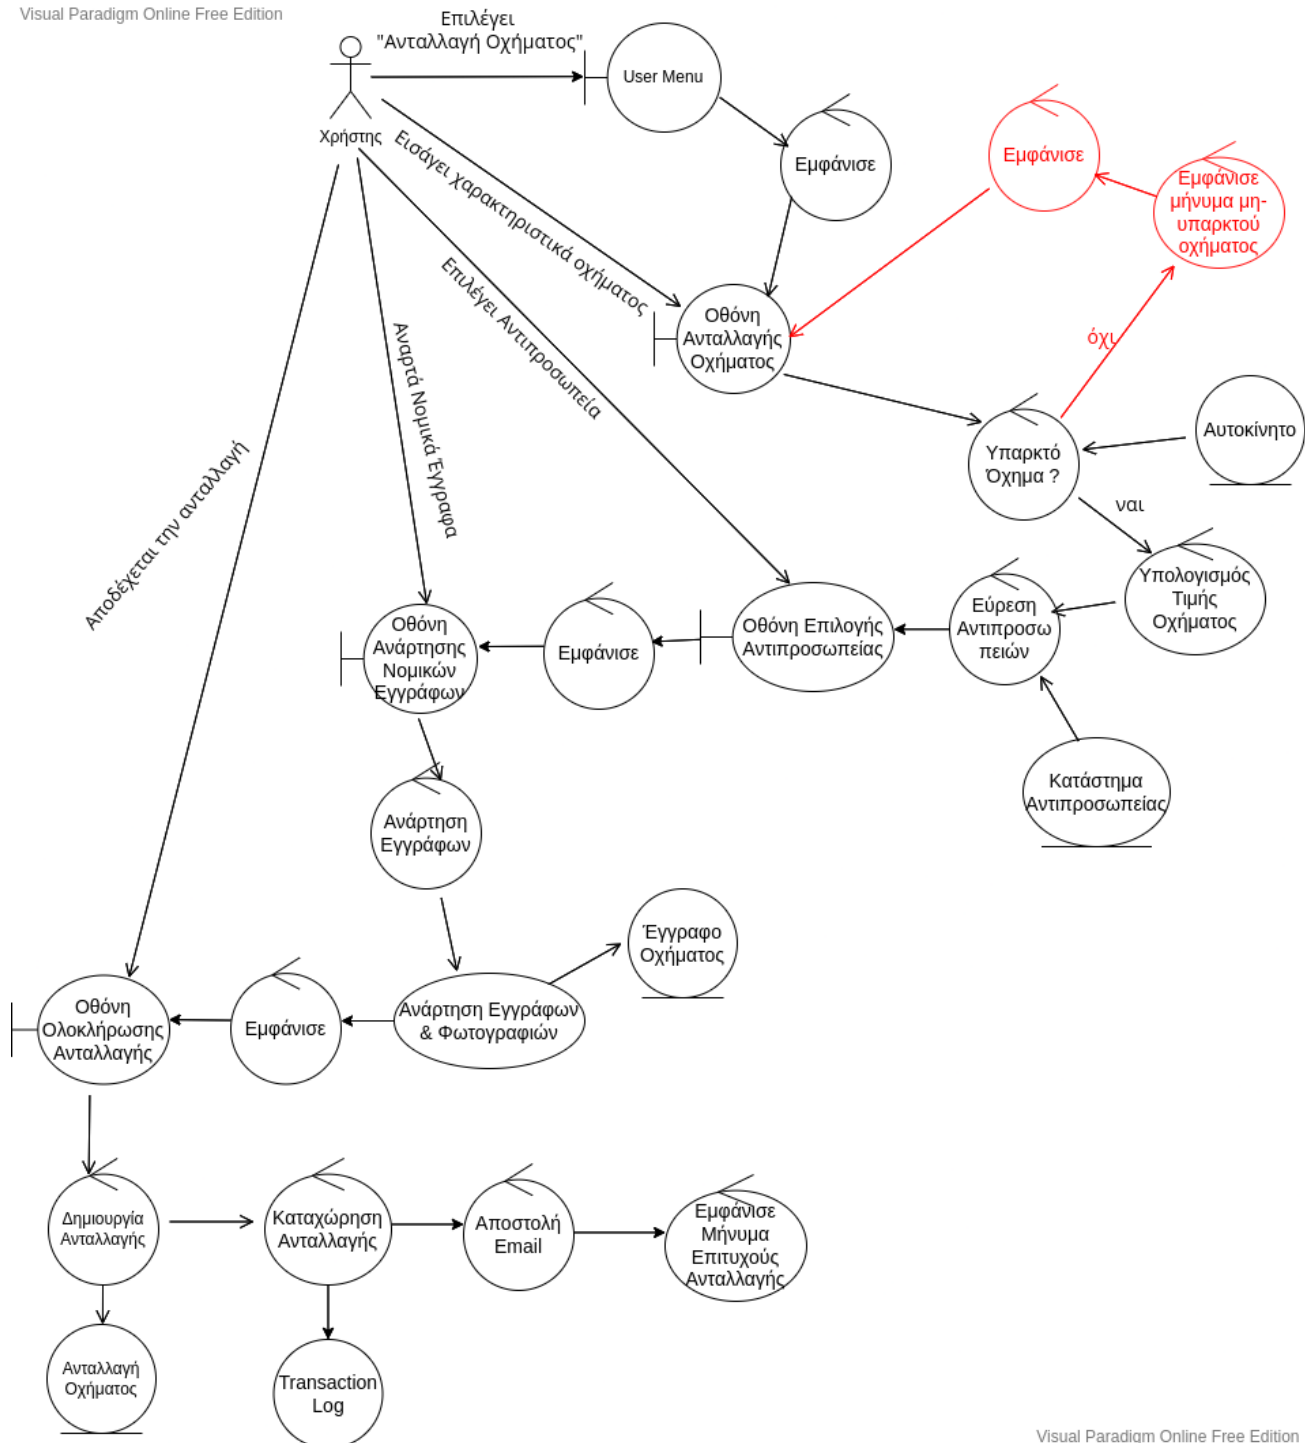 Visual Paradigm Online Free Edition
Επιλέγει
"Ανταλλαγή Οχήματος"
User Menu
Χρήστης
Εμφάνισε
Εμφάνισε
Εμφάνισε
μήνυμα μη-
υπαρκτού
οχήματος
Εισάγει χαρακτηριστικά οχήματος
Επιλέγει Αντιπροσωπεία
Αναρτά Νομικά Έγγραφα
Αποδέχεται την ανταλλαγή
Οθόνη
Ανταλλαγής
Οχήματος
όχι
Υπαρκτό
Όχημα ?
Αυτοκίνητο
ναι
Υπολογισμός
Τιμής
Οχήματος
Εύρεση
Αντιπροσω
πειών
Οθόνη Επιλογής
Αντιπροσωπείας
Εμφάνισε
Οθόνη
Ανάρτησης
Νομικών
Εγγράφων
Κατάστημα
Αντιπροσωπείας
Ανάρτηση
Εγγράφων
Έγγραφο
Οχήματος
Ανάρτηση Εγγράφων
& Φωτογραφιών
Εμφάνισε
Οθόνη
Ολοκλήρωσης
Ανταλλαγής
Δημιουργία
Ανταλλαγής
Καταχώρηση
Ανταλλαγής
Αποστολή
Email
Εμφάνισε
Μήνυμα
Επιτυχούς
Ανταλλαγής
Ανταλλαγή
Οχήματος
Transaction
Log
Visual Paradigm Online Free Edition